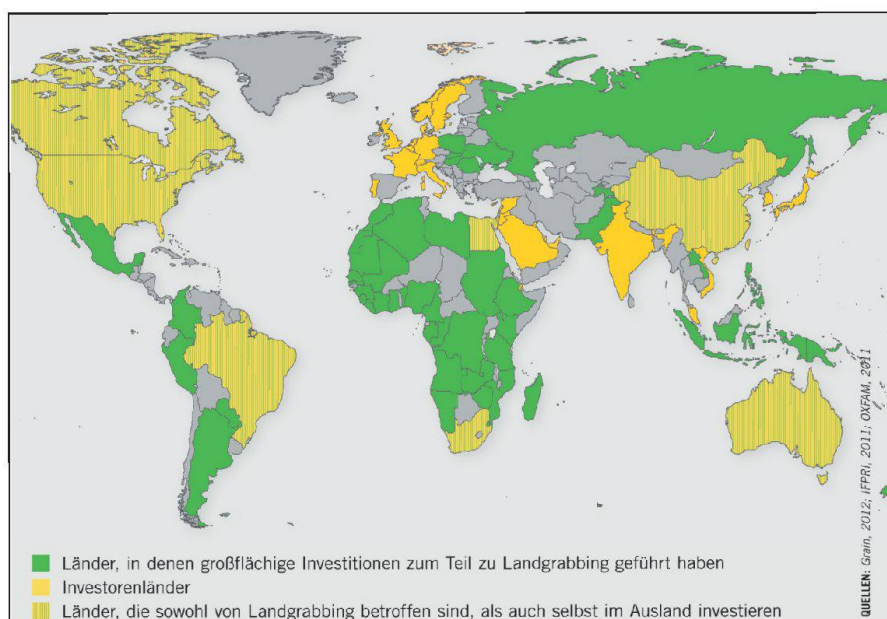 Länder, in denen großflächige Investitionen zum Teil zu Landgrabbing geführt haben
Investorenländer
Länder, die sowohl von Landgrabbing betroffen sind, als auch selbst im Ausland investieren
QUELLEN: Grain, 2012; IFPRI, 2011; OXFAM, 2011